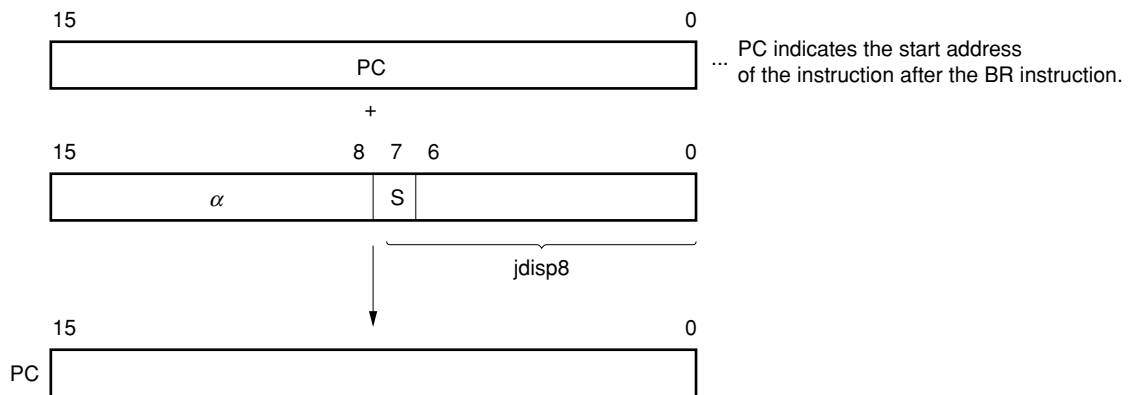 15 0
PC
... PC indicates the start address
of the instruction after the BR instruction.
+
15 8 7 6 0
α S
jdisp8
15 0
PC